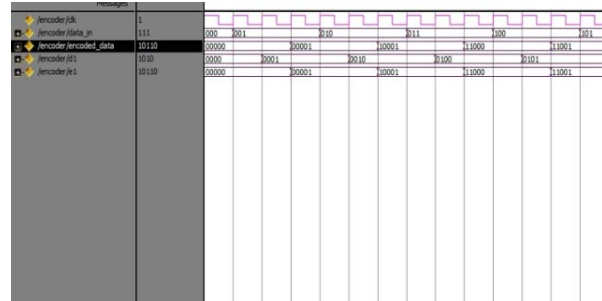 Messages
/encoder/clk 1
/encoder/data_in 111 000 001 010 011 100 101
/encoder/encoded_data 10110 00000 00001 10001 11000 11001
/encoder/d1 1010 0000 0001 0010 0100 0101
/encoder/e1 10110 00000 00001 10001 11000 11001